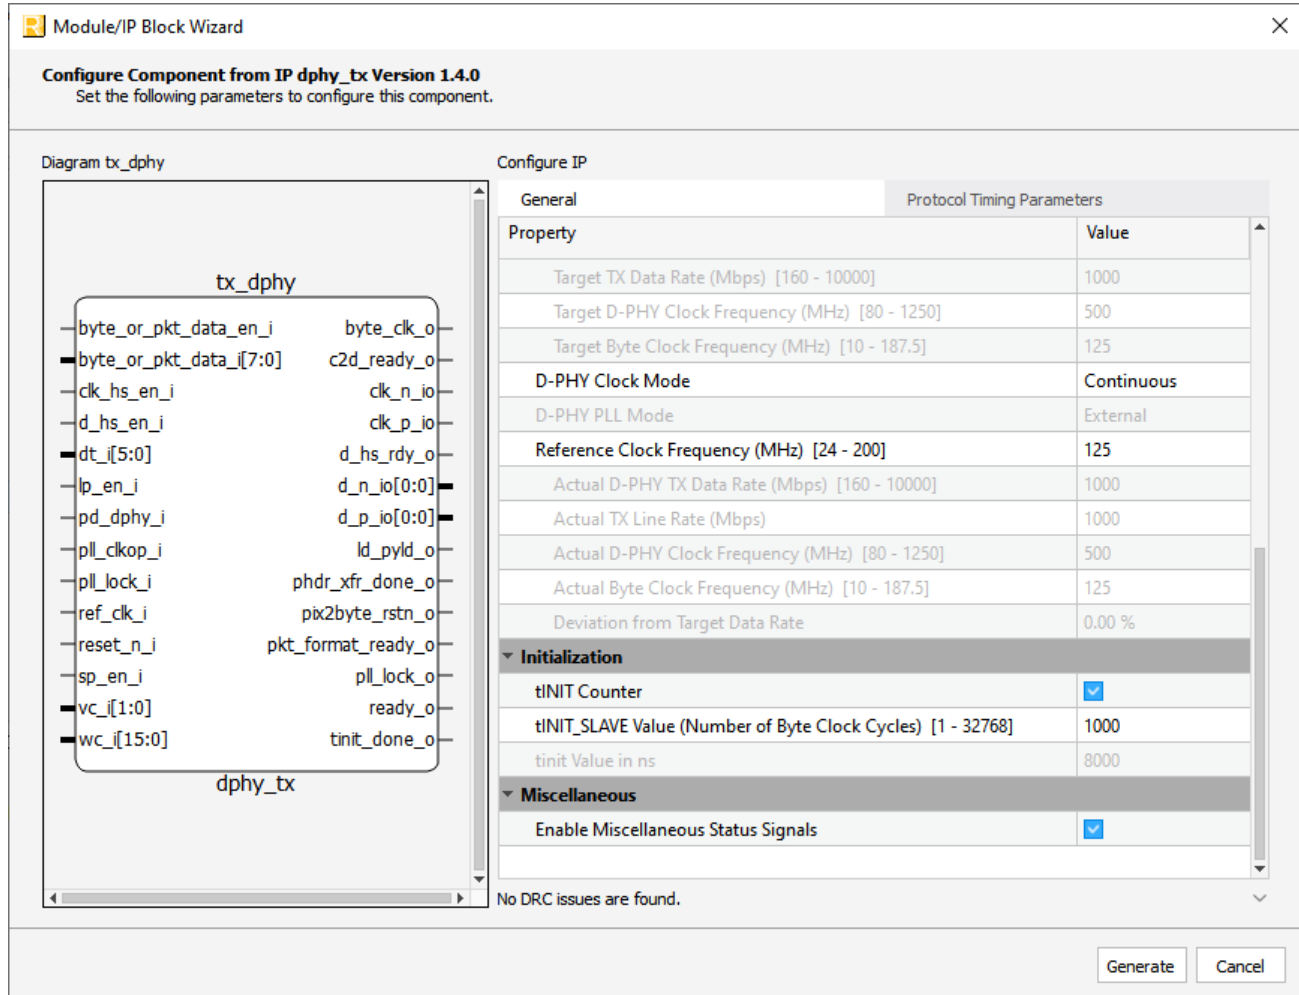 Module/IP Block Wizard
Configure Component from IP dphy_tx Version 1.4.0
Set the following parameters to configure this component.
Diagram tx_dphy
tx_dphy
byte_or_pkt_data_en_i byte_clk_o
byte_or_pkt_data_i[7:0] c2d_ready_o
clk_hs_en_i clk_n_io
d_hs_en_i clk_p_io
dt_i[5:0] d_hs_rdy_o
lp_en_i d_n_io[0:0]
pd_dphy_i d_p_io[0:0]
pll_clkop_i ld_pyld_o
pll_lock_i phdr_xfr_done_o
ref_clk_i pix2byte_rstn_o
reset_n_i pkt_format_ready_o
sp_en_i pll_lock_o
vc_i[1:0] ready_o
wc_i[15:0] tinit_done_o
dphy_tx
Configure IP
General Protocol Timing Parameters
Property Value
Target TX Data Rate (Mbps) [160 - 10000] 1000
Target D-PHY Clock Frequency (MHz) [80 - 1250] 500
Target Byte Clock Frequency (MHz) [10 - 187.5] 125
D-PHY Clock Mode Continuous
D-PHY PLL Mode External
Reference Clock Frequency (MHz) [24 - 200] 125
Actual D-PHY TX Data Rate (Mbps) [160 - 10000] 1000
Actual TX Line Rate (Mbps) 1000
Actual D-PHY Clock Frequency (MHz) [80 - 1250] 500
Actual Byte Clock Frequency (MHz) [10 - 187.5] 125
Deviation from Target Data Rate 0.00 %
Initialization
tINIT Counter
tINIT_SLAVE Value (Number of Byte Clock Cycles) [1 - 32768] 1000
tinit Value in ns 8000
Miscellaneous
Enable Miscellaneous Status Signals
No DRC issues are found.
Generate Cancel